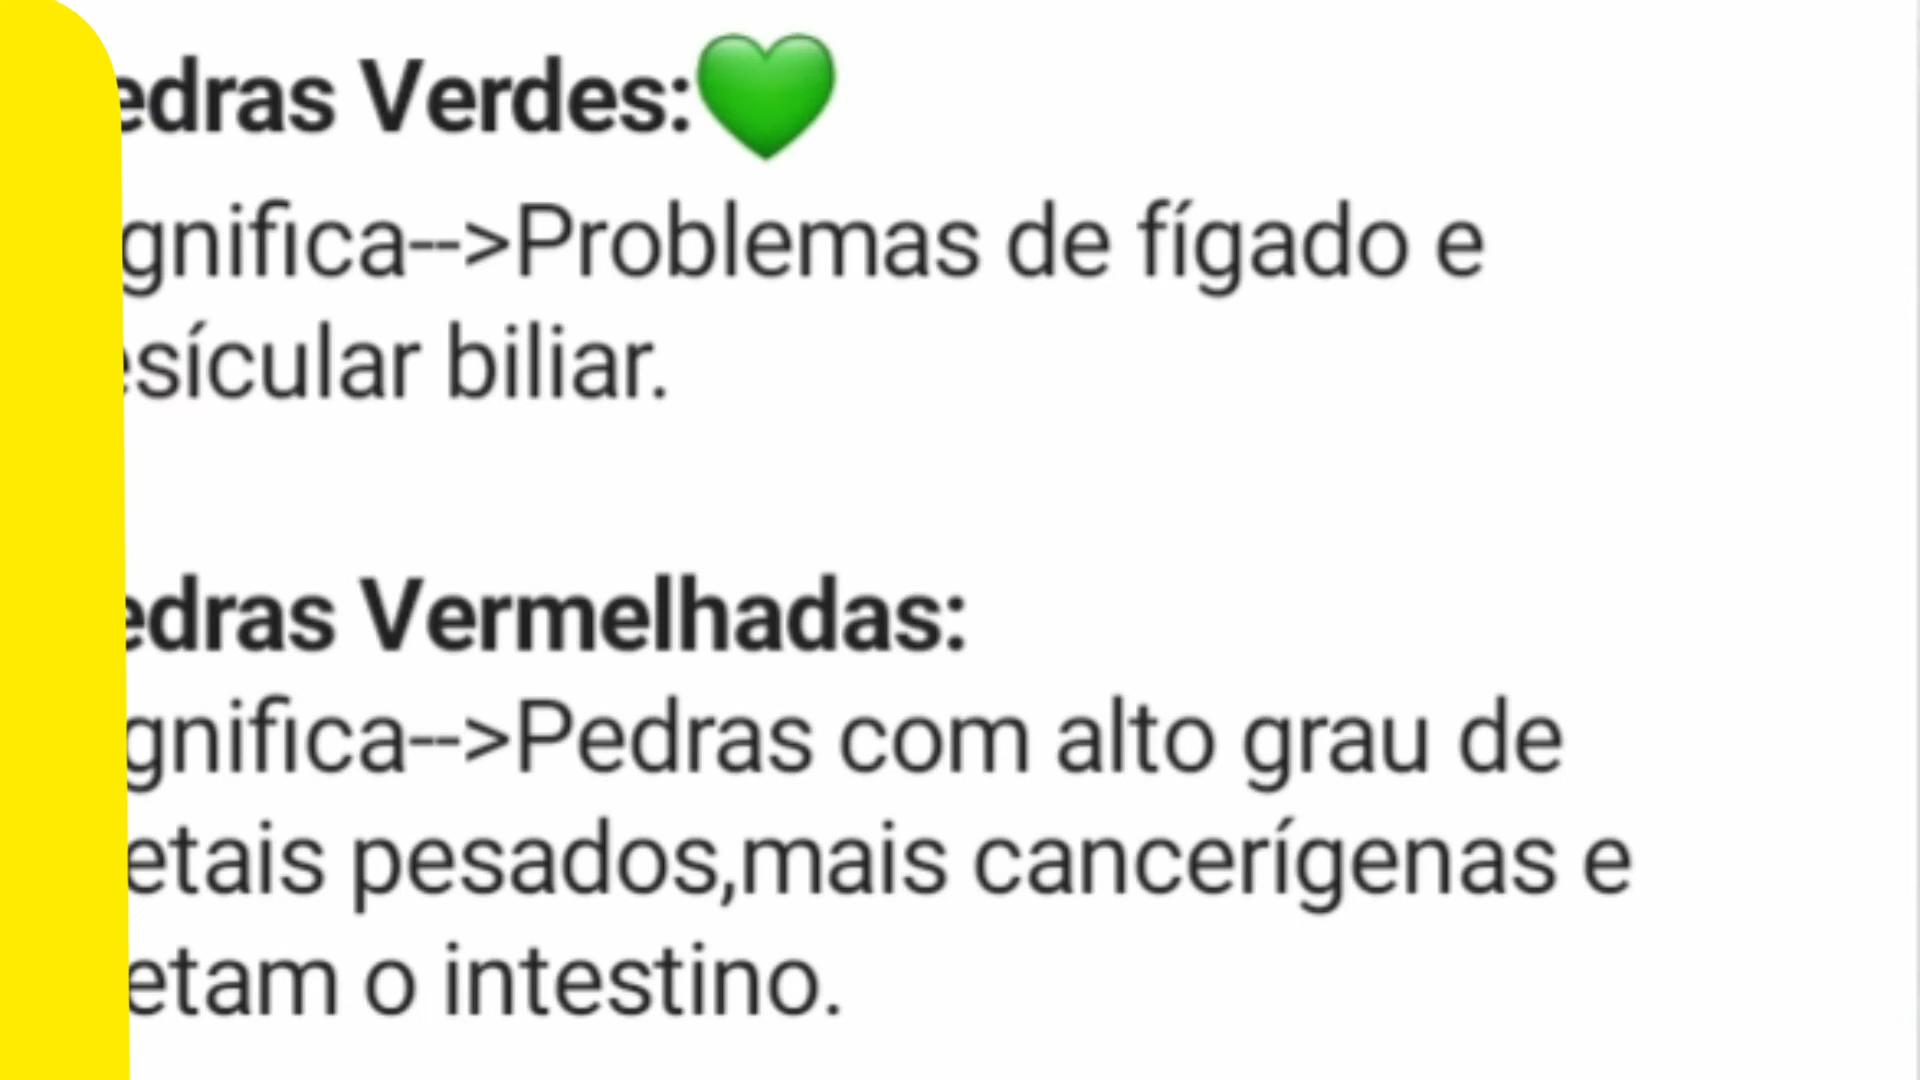 edras Verdes:💚
gnifica-->Problemas de fígado e
esícular biliar.
edras Vermelhadas:
gnifica-->Pedras com alto grau de
etais pesados,mais cancerígenas e
etam o intestino.